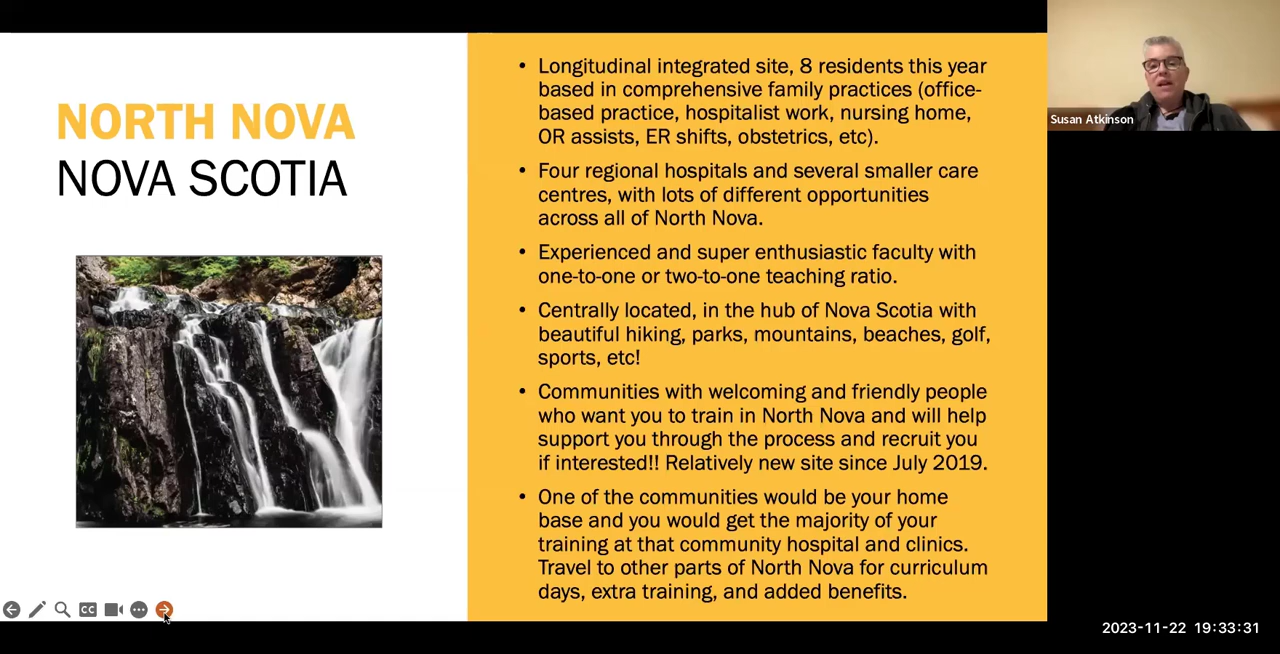 NORTH NOVA
NOVA SCOTIA
• Longitudinal integrated site, 8 residents this year
based in comprehensive family practices (office-
based practice, hospitalist work, nursing home,
OR assists, ER shifts, obstetrics, etc).
• Four regional hospitals and several smaller care
centres, with lots of different opportunities
across all of North Nova.
• Experienced and super enthusiastic faculty with
one-to-one or two-to-one teaching ratio.
• Centrally located, in the hub of Nova Scotia with
beautiful hiking, parks, mountains, beaches, golf,
sports, etc!
• Communities with welcoming and friendly people
who want you to train in North Nova and will help
support you through the process and recruit you
if interested!! Relatively new site since July 2019.
• One of the communities would be your home
base and you would get the majority of your
training at that community hospital and clinics.
Travel to other parts of North Nova for curriculum
days, extra training, and added benefits.
Susan Atkinson
CC
2023-11-22 19:33:31